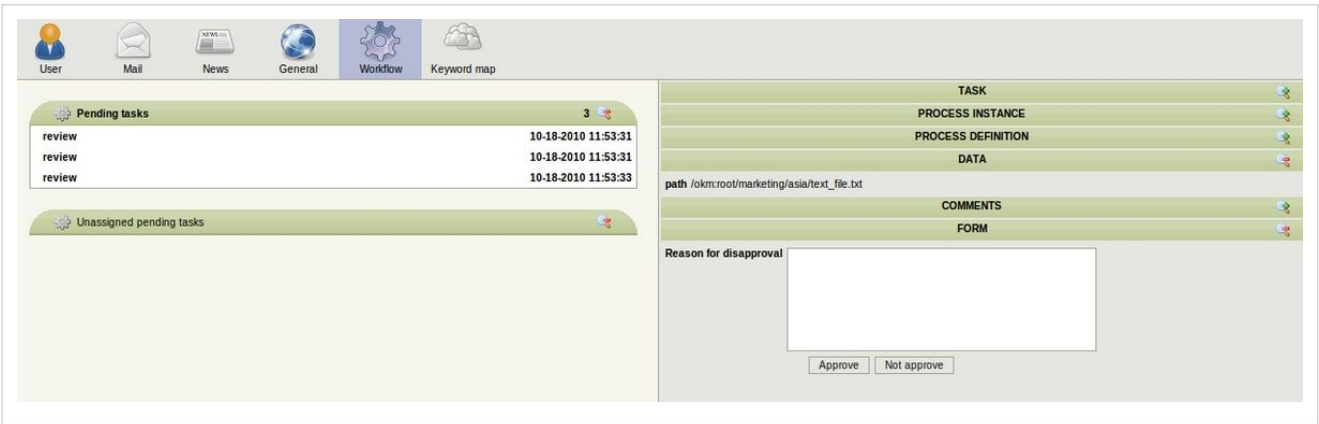 NEWS
User Mail News General Workflow Keyword map
Pending tasks 3
review 10-18-2010 11:53:31
review 10-18-2010 11:53:31
review 10-18-2010 11:53:33
Unassigned pending tasks
TASK
PROCESS INSTANCE
PROCESS DEFINITION
DATA
path /okm:root/marketing/asia/text_file.txt
COMMENTS
FORM
Reason for disapproval
Approve Not approve